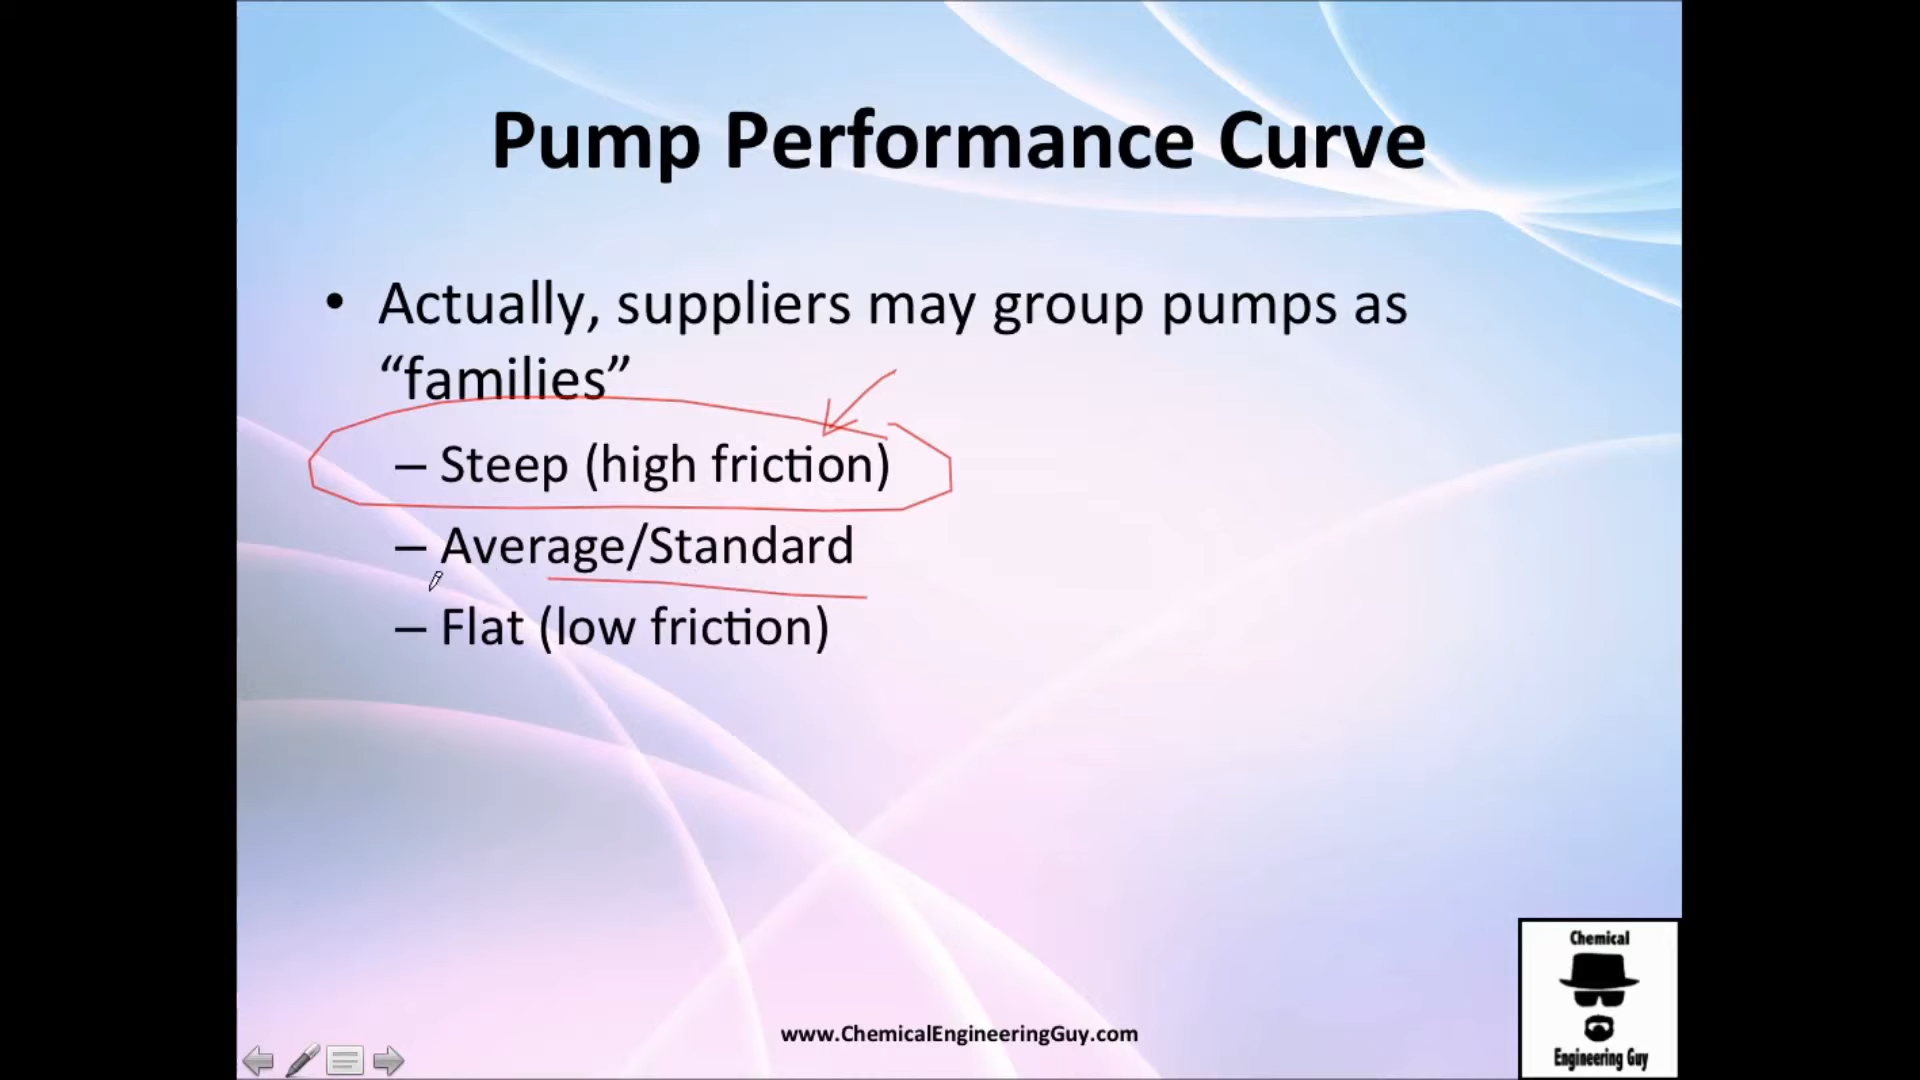 Pump Performance Curve
• Actually, suppliers may group pumps as
“families”
– Steep (high friction)
– Average/Standard
– Flat (low friction)
www.ChemicalEngineeringGuy.com
Chemical
Engineering Guy